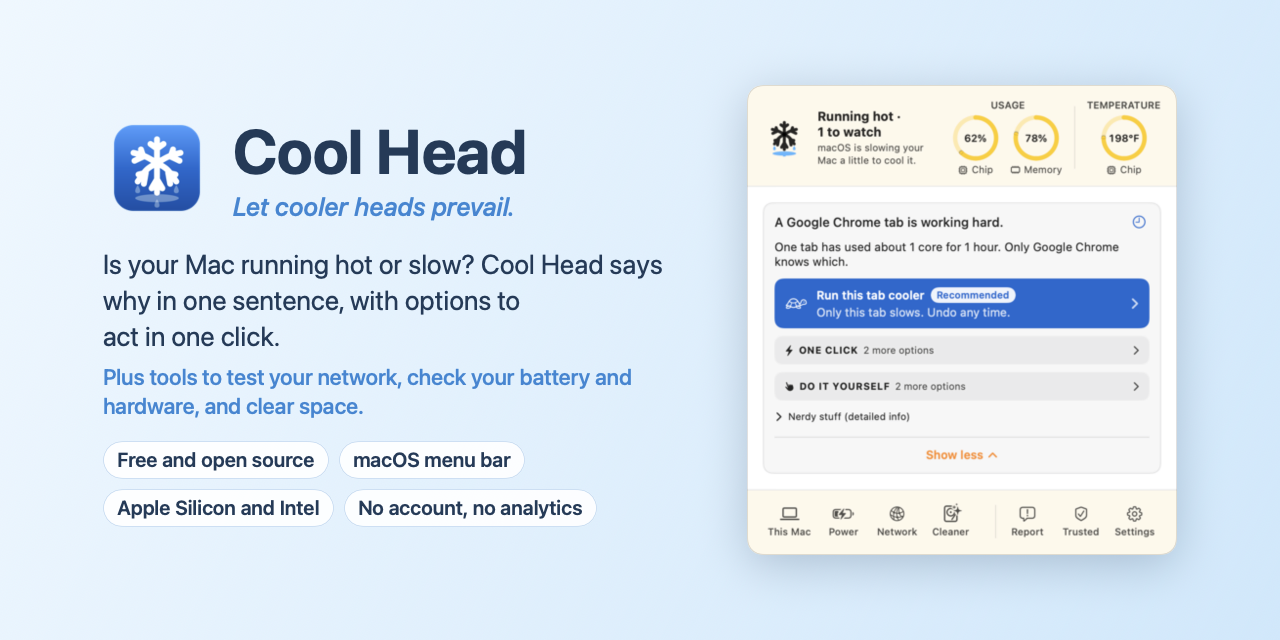 Cool Head
Let cooler heads prevail.
Is your Mac running hot or slow? Cool Head says
why in one sentence, with options to
act in one click.
Plus tools to test your network, check your battery and
hardware, and clear space.
Free and open source
macOS menu bar
Apple Silicon and Intel
No account, no analytics
Running hot ·
1 to watch
macOS is slowing your
Mac a little to cool it.
USAGE
62%
Chip
78%
Memory
TEMPERATURE
198°F
Chip
A Google Chrome tab is working hard.
One tab has used about 1 core for 1 hour. Only Google Chrome
knows which.
Run this tab cooler Recommended
Only this tab slows. Undo any time.
ONE CLICK 2 more options
DO IT YOURSELF 2 more options
Nerdy stuff (detailed info)
Show less
This Mac
Power
Network
Cleaner
Report
Trusted
Settings